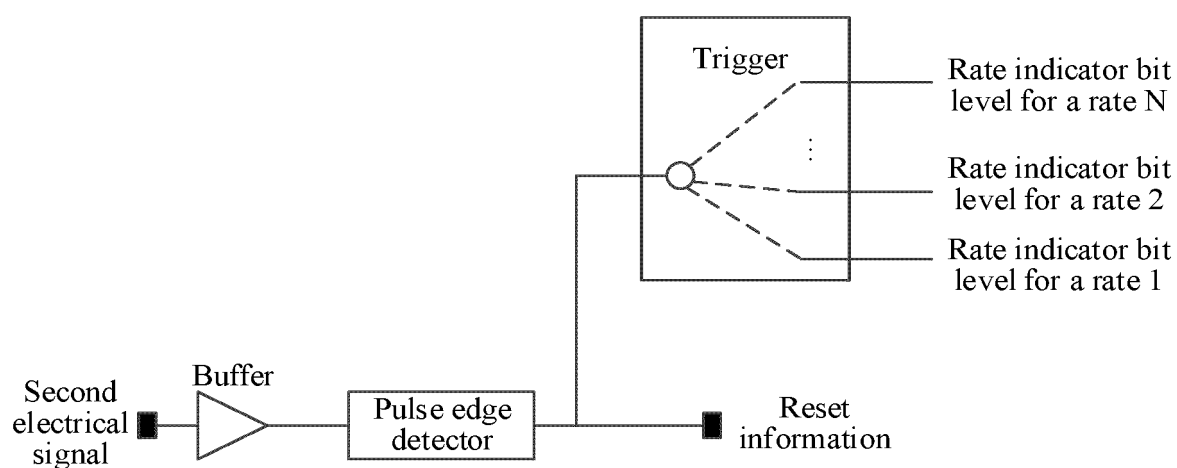 Trigger
Rate indicator bit
level for a rate N
Rate indicator bit
level for a rate 2
Rate indicator bit
level for a rate 1
Buffer
Second
electrical
signal
Pulse edge
detector
Reset
information